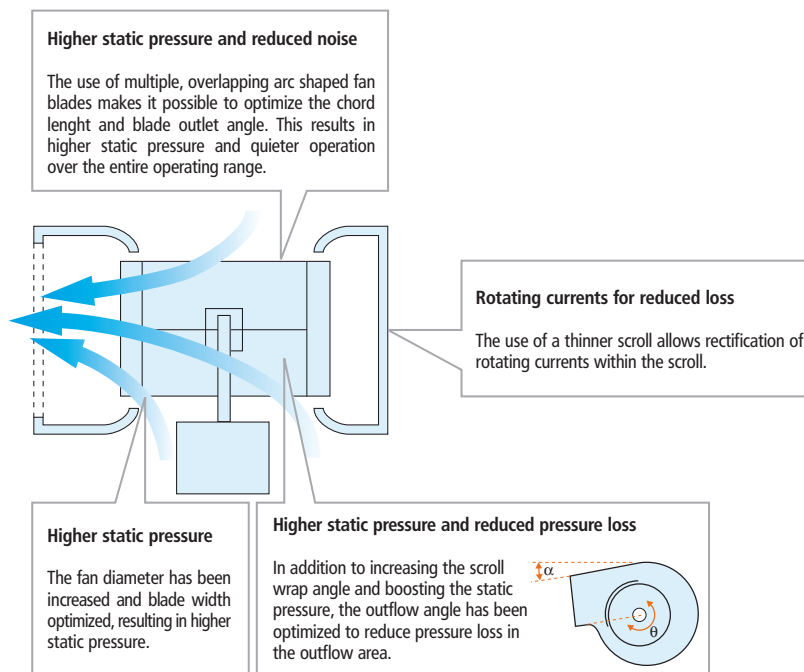 Higher static pressure and reduced noise
The use of multiple, overlapping arc shaped fan
blades makes it possible to optimize the chord
lenght and blade outlet angle. This results in
higher static pressure and quieter operation
over the entire operating range.
Rotating currents for reduced loss
The use of a thinner scroll allows rectification of
rotating currents within the scroll.
Higher static pressure
The fan diameter has been
increased and blade width
optimized, resulting in higher
static pressure.
Higher static pressure and reduced pressure loss
In addition to increasing the scroll
wrap angle and boosting the static
pressure, the outflow angle has been
optimized to reduce pressure loss in
the outflow area.
α
θ